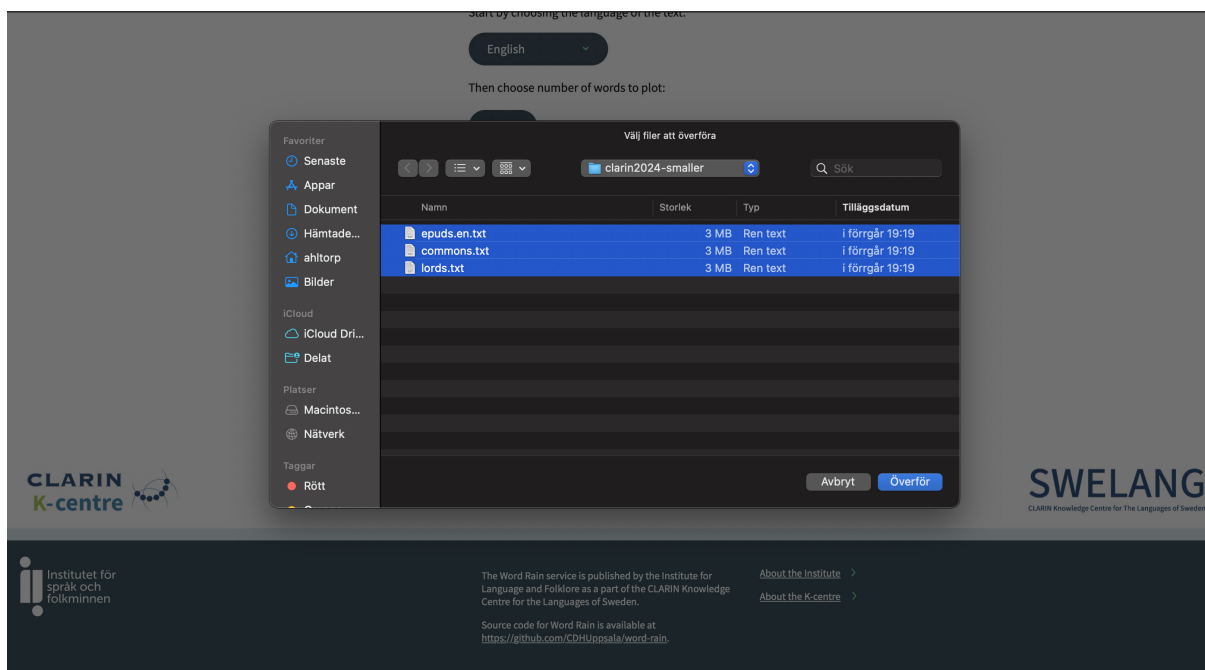 Start by choosing the language of the text:
English
Then choose number of words to plot:
Favoriter
Senaste
Appar
Dokument
Hämtade...
ahltorp
Bilder
iCloud
iCloud Dri...
Delat
Platser
Macintos...
Nätverk
Taggar
Rött
Välj filer att överföra
clarin2024-smaller
Sök
Namn Storlek Typ Tilläggsdatum
epuds.en.txt 3 MB Ren text i förrgår 19:19
commons.txt 3 MB Ren text i förrgår 19:19
lords.txt 3 MB Ren text i förrgår 19:19
Avbryt Överför
CLARIN
K-centre
SWELANG
CLARIN Knowledge Centre for The Languages of Sweden
Institutet för
språk och
folkminnen
The Word Rain service is published by the Institute for
Language and Folklore as a part of the CLARIN Knowledge
Centre for the Languages of Sweden.
Source code for Word Rain is available at
https://github.com/CDHUppsala/word-rain.
About the Institute
About the K-centre